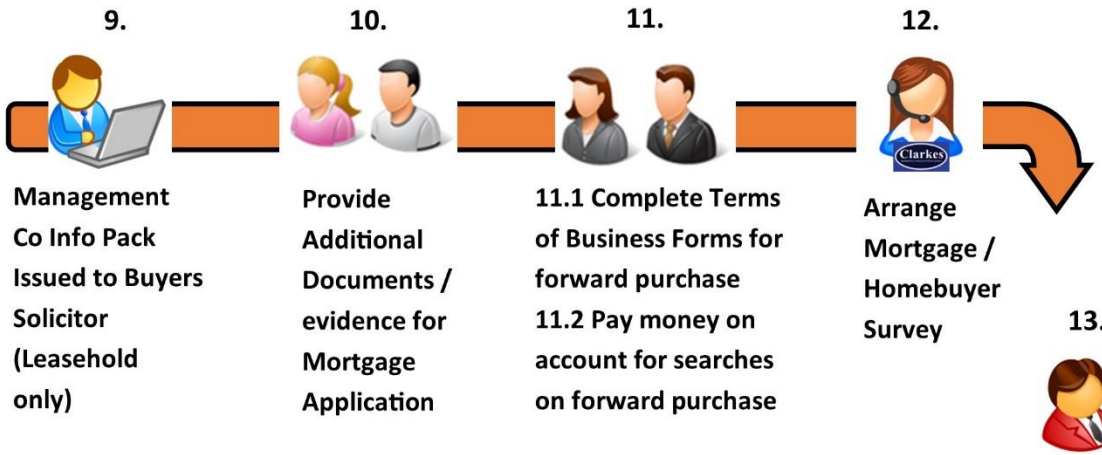 9.
10.
11.
12.
Clarkes
Management
Co Info Pack
Issued to Buyers
Solicitor
(Leasehold
only)
Provide
Additional
Documents /
evidence for
Mortgage
Application
11.1 Complete Terms
of Business Forms for
forward purchase
11.2 Pay money on
account for searches
on forward purchase
Arrange
Mortgage /
Homebuyer
Survey
13.